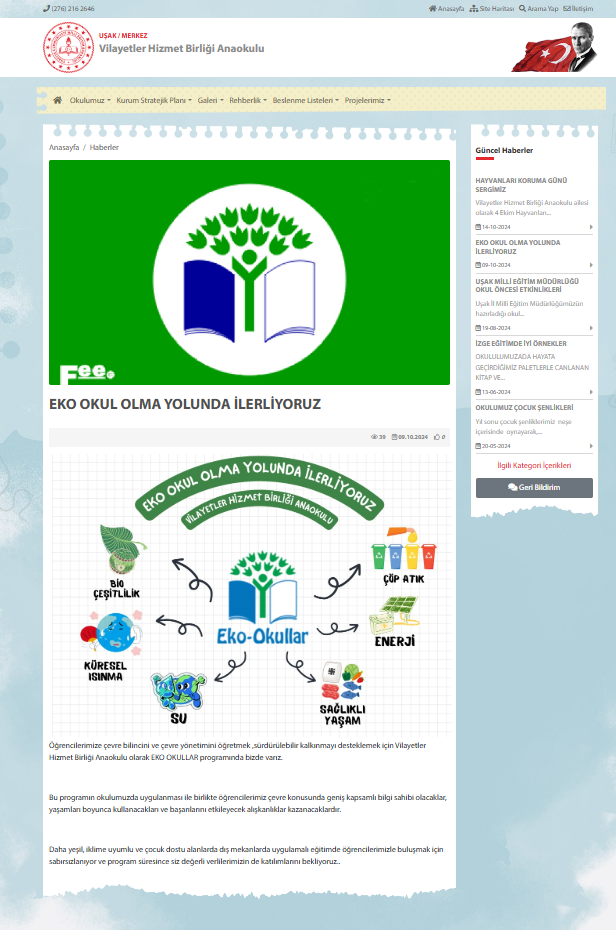 (276) 216 2646
Anasayfa Site Haritası Arama Yap İletişim
UŞAK / MERKEZ
Vilayetler Hizmet Birliği Anaokulu
Okulumuz Kurum Stratejik Planı Galeri Rehberlik Beslenme Listeleri Projelerimiz
Anasayfa / Haberler
Fee
EKO OKUL OLMA YOLUNDA İLERLİYORUZ
39 09.10.2024 0
EKO OKUL OLMA YOLUNDA İLERLİYORUZ
VİLAYETLER HİZMET BİRLİĞİ ANAOKULU
BİO
ÇEŞİTLİLİK
ÇÖP ATIK
Eko-Okullar
ENERJİ
KÜRESEL
ISINMA
SU
SAĞLIKLI
YAŞAM
Öğrencilerimize çevre bilincini ve çevre yönetimini öğretmek ,sürdürülebilir kalkınmayı desteklemek için Vilayetler
Hizmet Birliği Anaokulu olarak EKO OKULLAR programında bizde varız.
Bu programın okulumuzda uygulanması ile birlikte öğrencilerimiz çevre konusunda geniş kapsamlı bilgi sahibi olacaklar,
yaşamları boyunca kullanacakları ve başarılarını etkileyecek alışkanlıklar kazanacaklardır.
Daha yeşil, iklime uyumlu ve çocuk dostu alanlarda dış mekanlarda uygulamalı eğitimde öğrencilerimizle buluşmak için
sabırsızlanıyor ve program süresince siz değerli verlilerimizin de katılımlarını bekliyoruz..
Güncel Haberler
HAYVANLARI KORUMA GÜNÜ
SERGİMİZ
Vilayetler Hizmet Birliği Anaokulu ailesi
olarak 4 Ekim Hayvanları...
14-10-2024
EKO OKUL OLMA YOLUNDA
İLERLİYORUZ
09-10-2024
UŞAK MİLLİ EĞİTİM MÜDÜRLÜĞÜ
OKUL ÖNCESİ ETKİNLİKLERİ
Uşak İl Milli Eğitim Müdürlüğümüzün
hazırladığı okul...
19-08-2024
İZGE EĞİTİMDE İYİ ÖRNEKLER
OKULULUMUZADA HAYATA
GEÇİRDİĞİMİZ PALETLERLE CANLANAN
KİTAP VE...
13-06-2024
OKULUMUZ ÇOCUK ŞENLİKLERİ
Yıl sonu çocuk şenliklerimiz neşe
içerisinde oynayarak,...
20-05-2024
İlgili Kategori İçerikleri
Geri Bildirim